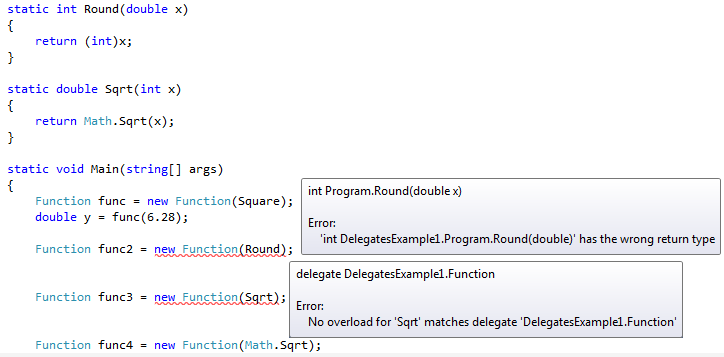 static int Round(double x)
{
return (int)x;
}
static double Sqrt(int x)
{
return Math.Sqrt(x);
}
static void Main(string[] args)
{
Function func = new Function(Square);
double y = func(6.28);
Function func2 = new Function(Round);
int Program.Round(double x)
Error:
'int DelegatesExample1.Program.Round(double)' has the wrong return type
Function func3 = new Function(Sqrt);
delegate DelegatesExample1.Function
Error:
No overload for 'Sqrt' matches delegate 'DelegatesExample1.Function'
Function func4 = new Function(Math.Sqrt);